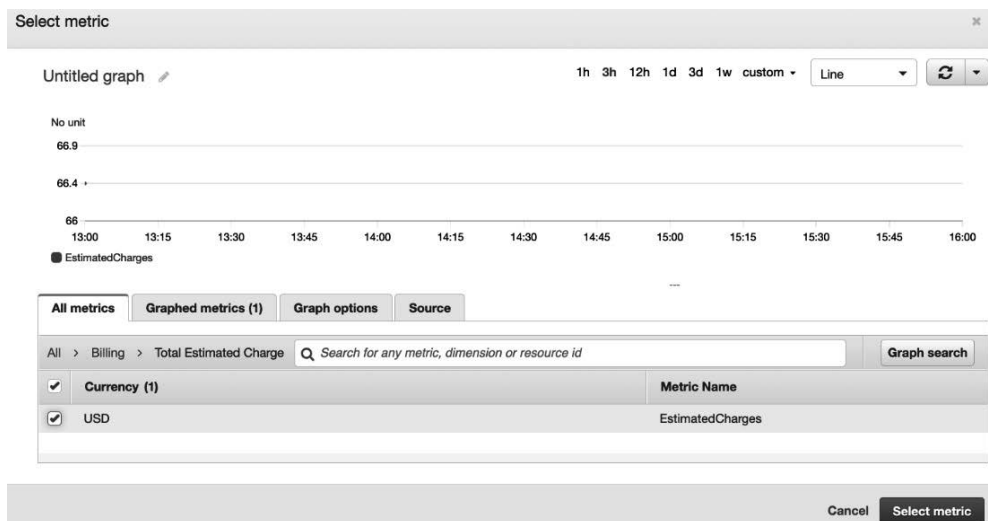 Select metric
Untitled graph
1h 3h 12h 1d 3d 1w custom
Line
No unit
66.9
66.4
66
13:00 13:15 13:30 13:45 14:00 14:15 14:30 14:45 15:00 15:15 15:30 15:45 16:00
EstimatedCharges
All metrics Graphed metrics (1) Graph options Source
All > Billing > Total Estimated Charge Search for any metric, dimension or resource id Graph search
Currency (1) Metric Name
USD EstimatedCharges
Cancel Select metric